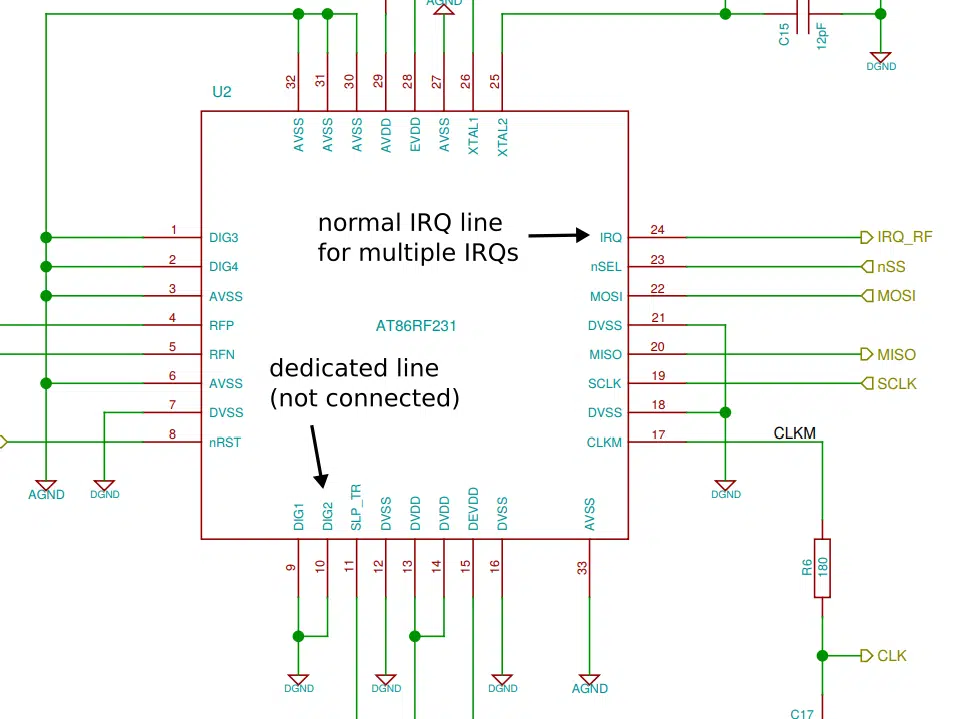 AGND
C15
12pF
DGND
U2
32
31
30
29
28
27
26
25
AVSS
AVSS
AVSS
AVDD
EVDD
AVSS
XTAL1
XTAL2
normal IRQ line
for multiple IRQs
1 DIG3
2 DIG4
3 AVSS
4 RFP
5 RFN
6 AVSS
7 DVSS
8 nRST
AT86RF231
dedicated line
(not connected)
IRQ 24 IRQ_RF
nSEL 23 nSS
MOSI 22 MOSI
DVSS 21
MISO 20 MISO
SCLK 19 SCLK
DVSS 18
CLKM 17 CLKM
AGND
DGND
DGND
DIG1
DIG2
SLP_TR
DVSS
DVDD
DVDD
DEVDD
DVSS
AVSS
9
10
11
12
13
14
15
16
33
R6
180
DGND
DGND
DGND
AGND
CLK
C17